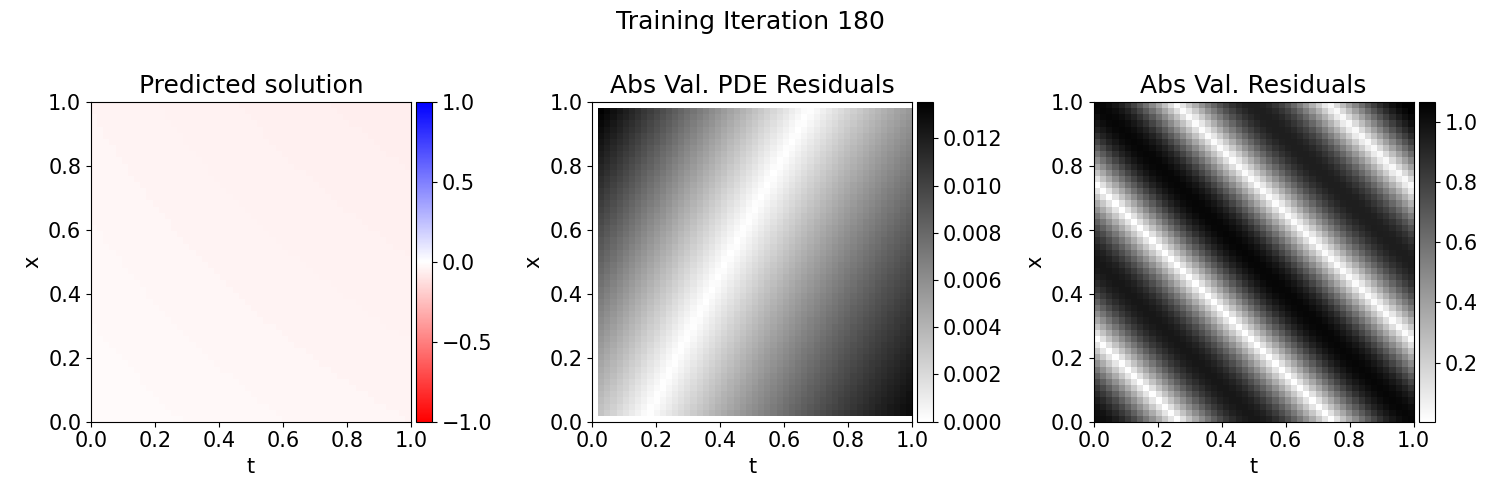 Training Iteration 180
Predicted solution
1.0
0.8
0.6
0.4
0.2
0.0
x
0.0 0.2 0.4 0.6 0.8 1.0
t
1.0
0.5
0.0
−0.5
−1.0
Abs Val. PDE Residuals
1.0
0.8
0.6
0.4
0.2
0.0
x
0.0 0.2 0.4 0.6 0.8 1.0
t
0.012
0.010
0.008
0.006
0.004
0.002
0.000
Abs Val. Residuals
1.0
0.8
0.6
0.4
0.2
0.0
x
0.0 0.2 0.4 0.6 0.8 1.0
t
1.0
0.8
0.6
0.4
0.2